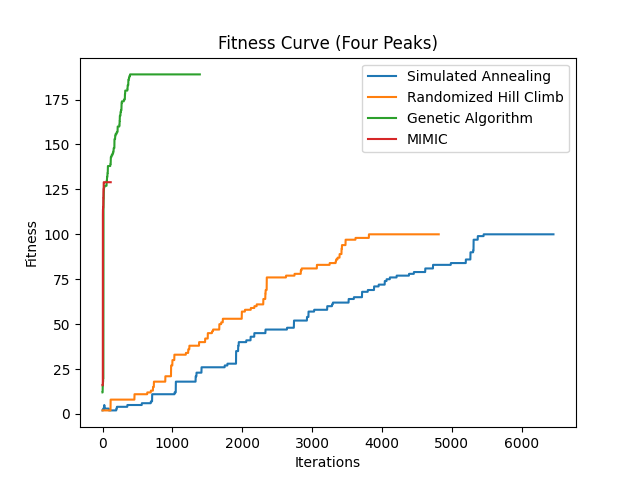 Fitness Curve (Four Peaks)
Simulated Annealing
Randomized Hill Climb
Genetic Algorithm
MIMIC
Fitness
175
150
125
100
75
50
25
0
0 1000 2000 3000 4000 5000 6000
Iterations